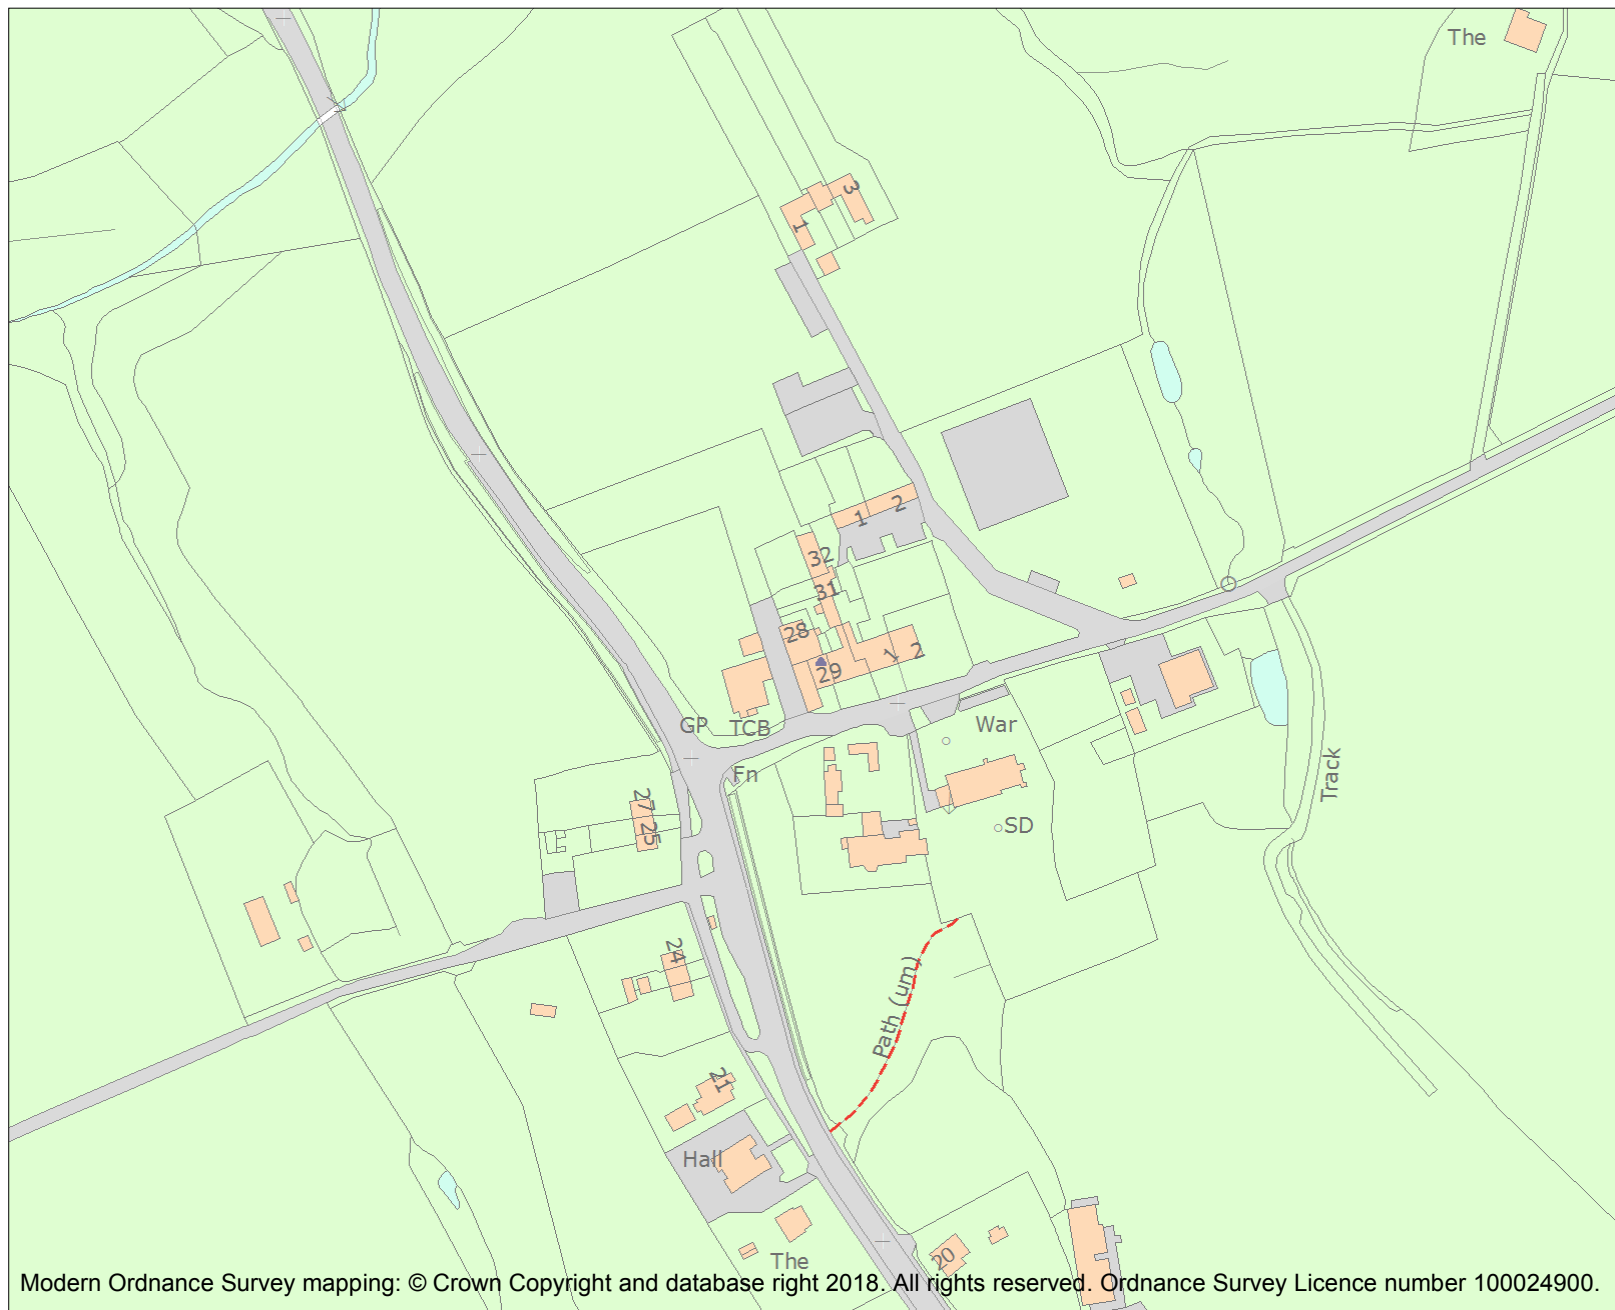 The
3
1
2
1
32
31
28
1 2
29
GP TCB
War
Fn
Track
27
25
SD
24
Path (um)
21
Hall
20
The
Modern Ordnance Survey mapping: © Crown Copyright and database right 2018. All rights reserved. Ordnance Survey Licence number 100024900.